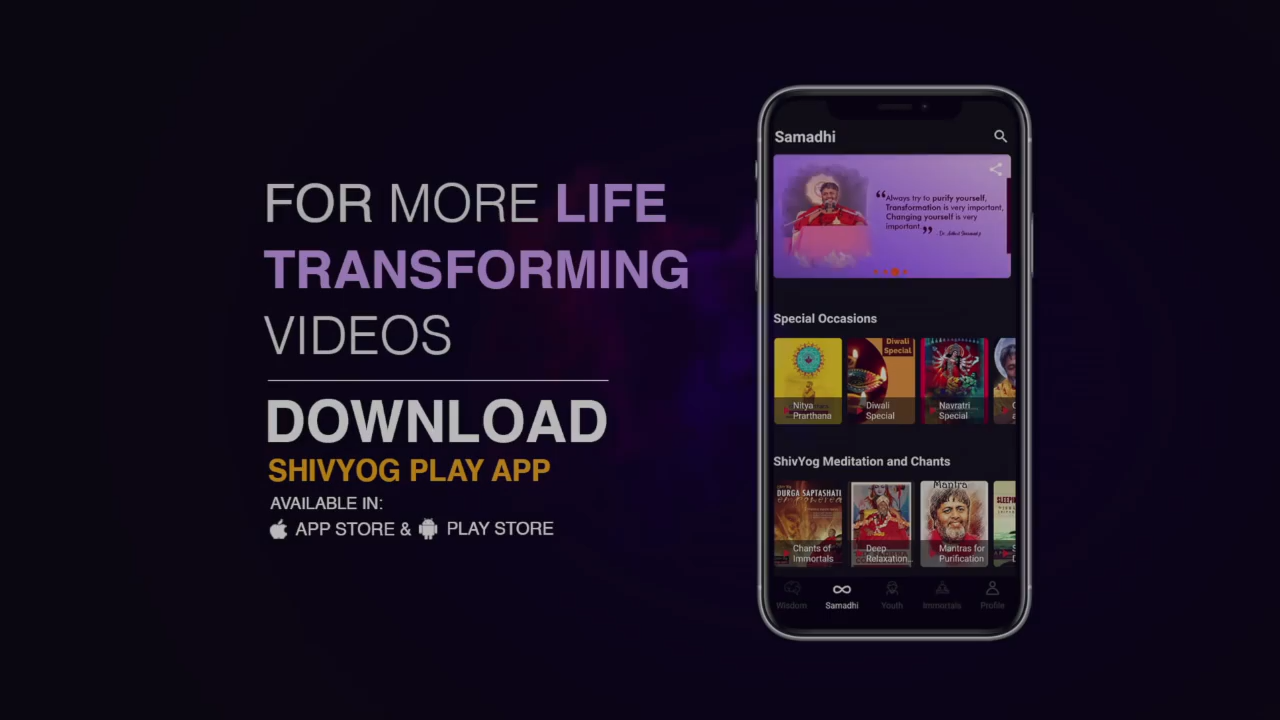 FOR MORE LIFE
TRANSFORMING
VIDEOS
DOWNLOAD
SHIVYOG PLAY APP
AVAILABLE IN:
APP STORE & PLAY STORE
Samadhi
“Always try to purify yourself,
Transformation is very important,
Changing yourself is very
important.”
Special Occasions
Diwali
Special
Nitya
Prarthana
Diwali
Special
Navratri
Special
ShivYog Meditation and Chants
DURGA SAPTASHATI
Mantra
Chants of
Immortals
Deep
Relaxation...
Mantras for
Purification
Wisdom
Samadhi
Youth
Immortals
Profile